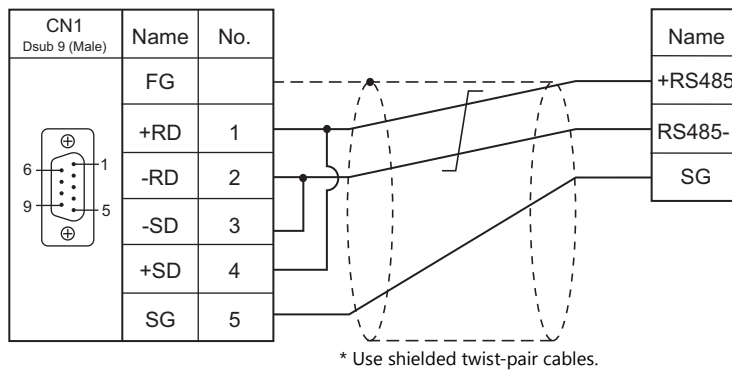 CN1
Dsub 9 (Male)
Name
No.
Name
FG
+RS485
+RD
1
RS485-
-RD
2
SG
-SD
3
+SD
4
SG
5
6
1
9
5
* Use shielded twist-pair cables.